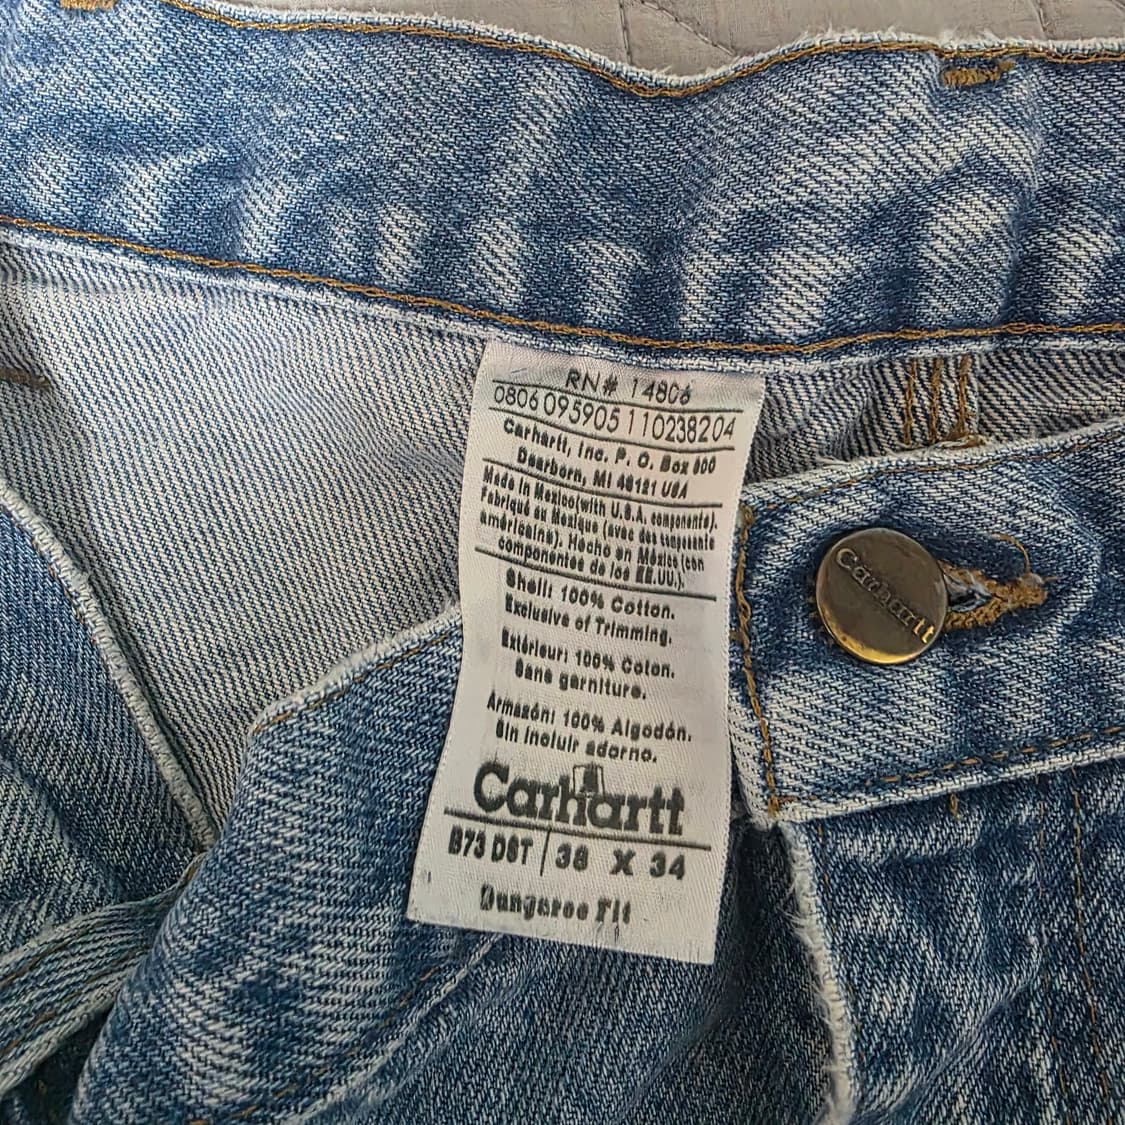 RN# 14806
0806 095905 110238204
Carhartt, Inc. P. O. Box 600
Dearborn, MI 48121 USA
Made in Mexico(with U.S.A. components).
Fabriqué au Mexique (avec des composants
américains). Hecho en México (con
componentes de los EE.UU.).
Shell: 100% Cotton.
Exclusive of Trimming.
Extérieur: 100% Coton.
Sans garniture.
Armazón: 100% Algodón.
Sin incluir adorno.
Carhartt
B73 DST 38 X 34
Dungaree Fit
Carhartt